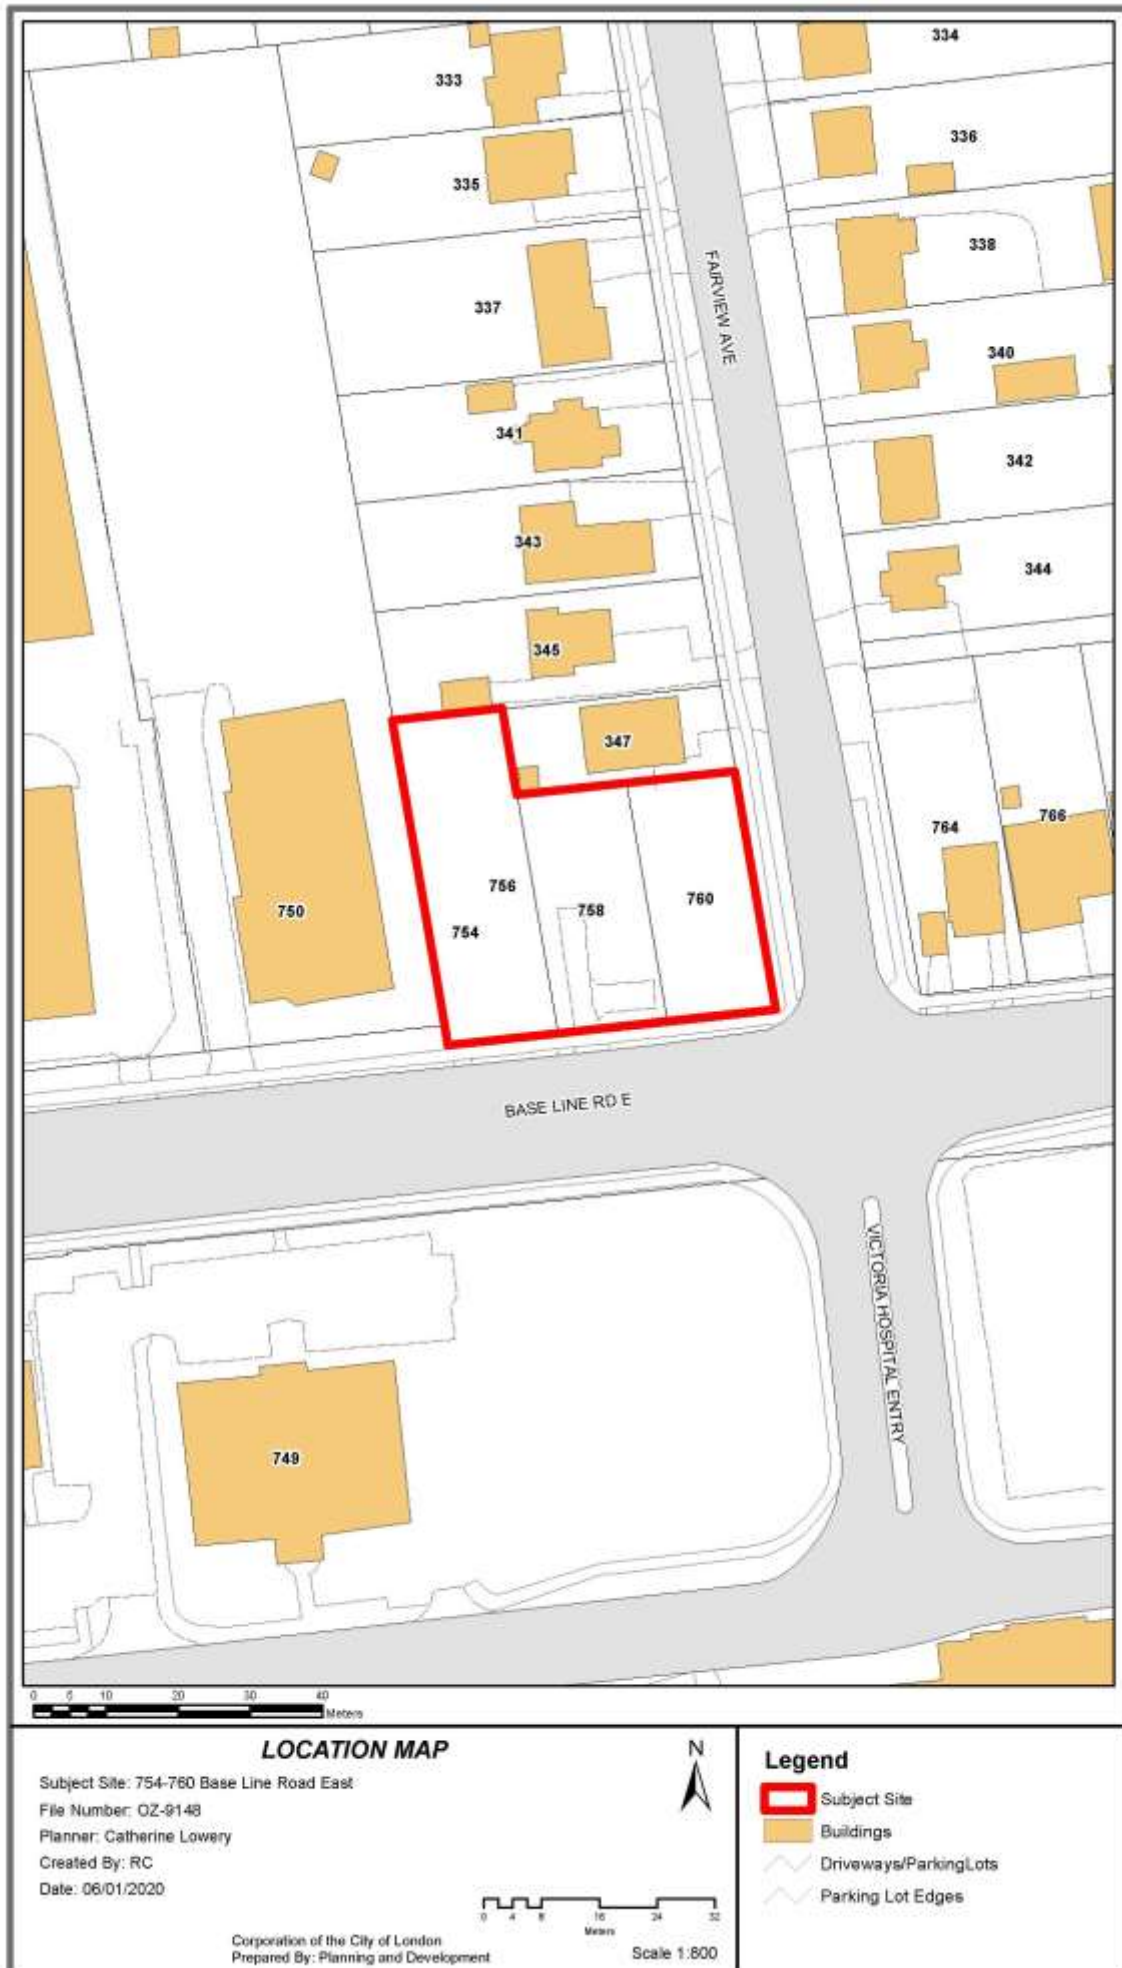 334
333
336
335
338
FAIRVIEW AVE
337
340
341
342
343
344
345
347
764
766
756
750
758
760
754
BASE LINE RD E
VICTORIA HOSPITAL ENTRY
749
0 5 10 20 30 40
Meters
LOCATION MAP
Subject Site: 754-760 Base Line Road East
File Number: OZ-9148
Planner: Catherine Lowery
Created By: RC
Date: 06/01/2020
Corporation of the City of London
Prepared By: Planning and Development
N
0 4 8 16 24 32
Meters
Scale 1:800
Legend
Subject Site
Buildings
Driveways/ParkingLots
Parking Lot Edges